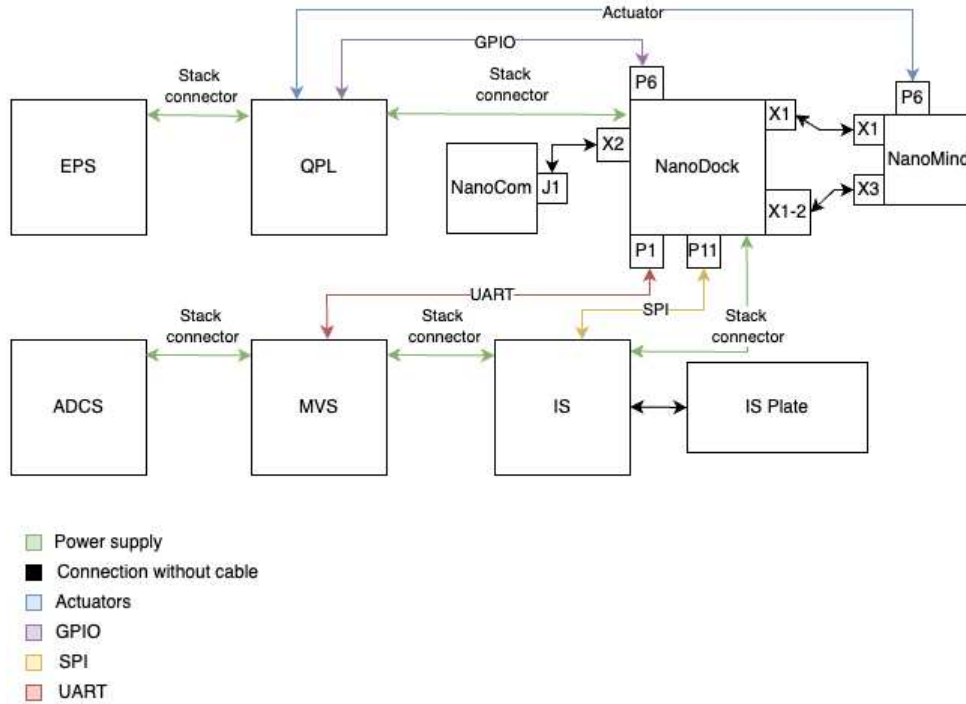 Actuator
GPIO
Stack
connector
Stack
connector
P6
P6
EPS
QPL
X2
NanoDock
X1
X1
NanoMind
NanoCom
J1
X3
X1-2
P1
P11
UART
SPI
Stack
connector
Stack
connector
Stack
connector
ADCS
MVS
IS
IS Plate
Power supply
Connection without cable
Actuators
GPIO
SPI
UART